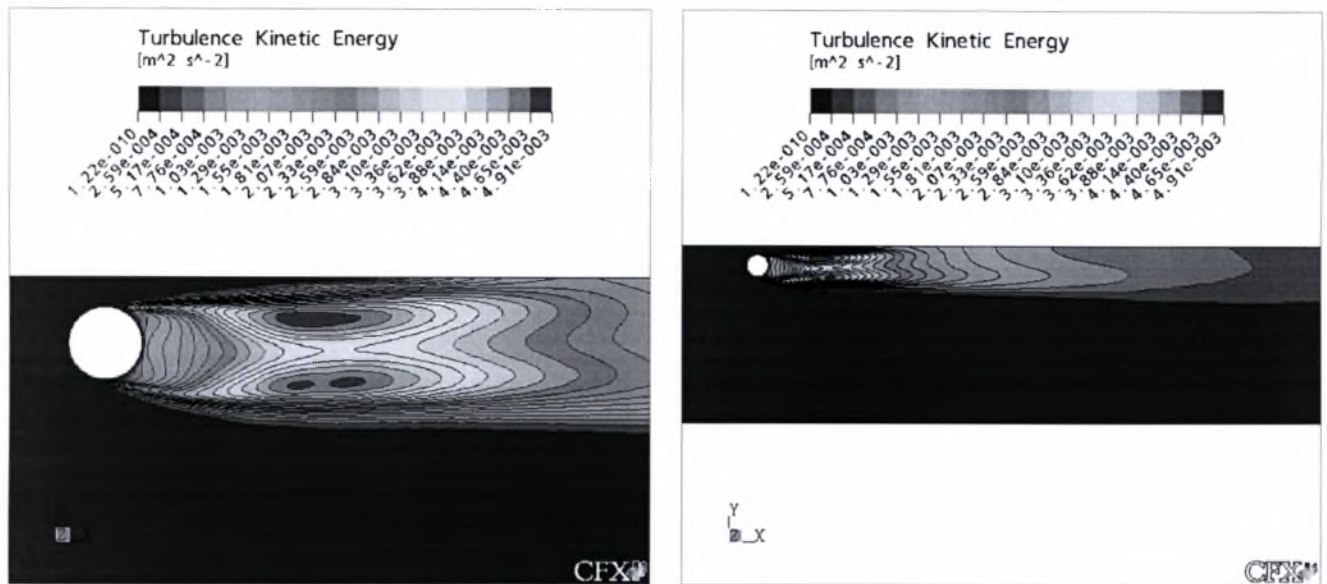 Turbulence Kinetic Energy
[m^2 s^-2]
1.22e-010
2.59e-004
5.17e-004
7.76e-004
1.03e-003
1.29e-003
1.55e-003
1.81e-003
2.07e-003
2.33e-003
2.59e-003
2.84e-003
3.10e-003
3.36e-003
3.62e-003
3.88e-003
4.14e-003
4.40e-003
4.65e-003
4.91e-003
Z X
CFX
Turbulence Kinetic Energy
[m^2 s^-2]
1.22e-010
2.59e-004
5.17e-004
7.76e-004
1.03e-003
1.29e-003
1.55e-003
1.81e-003
2.07e-003
2.33e-003
2.59e-003
2.84e-003
3.10e-003
3.36e-003
3.62e-003
3.88e-003
4.14e-003
4.40e-003
4.65e-003
4.91e-003
Y
Z X
CFX